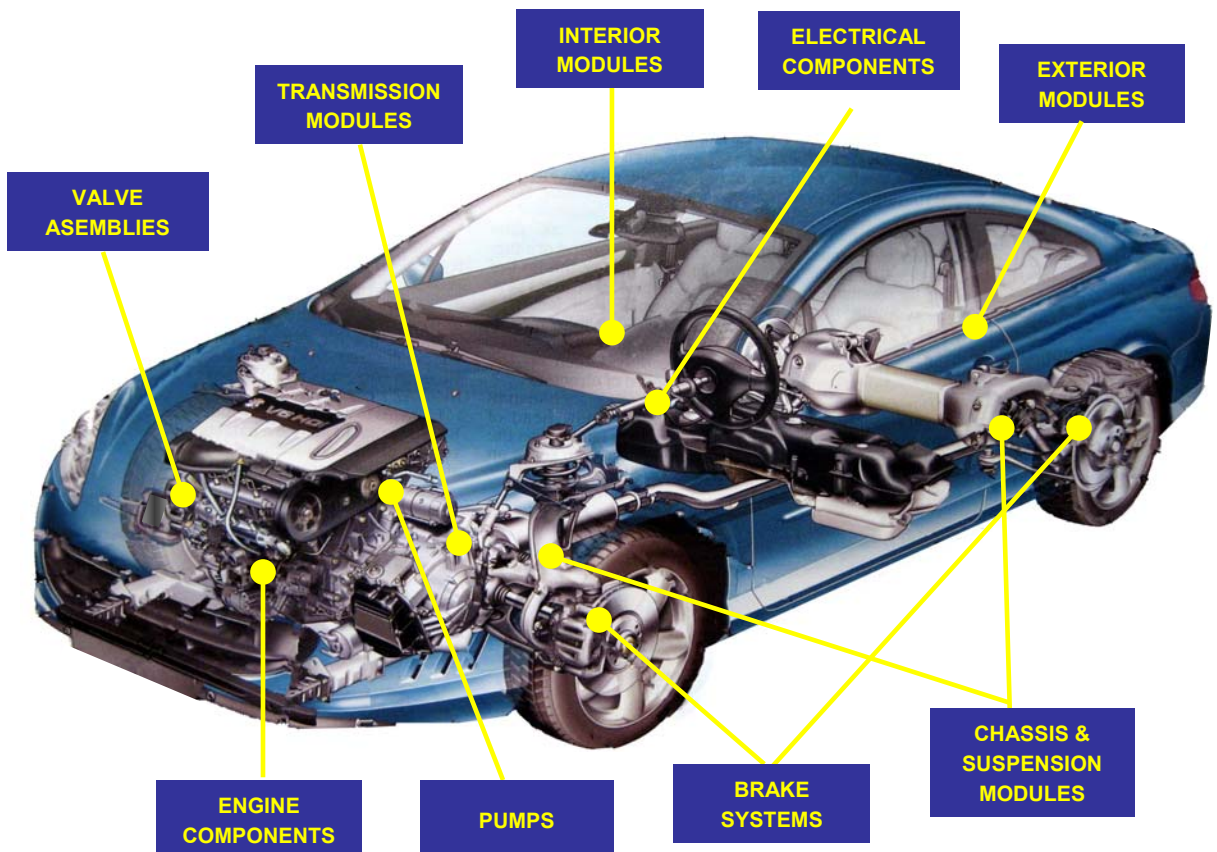 INTERIOR
MODULES
ELECTRICAL
COMPONENTS
EXTERIOR
MODULES
TRANSMISSION
MODULES
VALVE
ASEMBLIES
ENGINE
COMPONENTS
PUMPS
BRAKE
SYSTEMS
CHASSIS &
SUSPENSION
MODULES